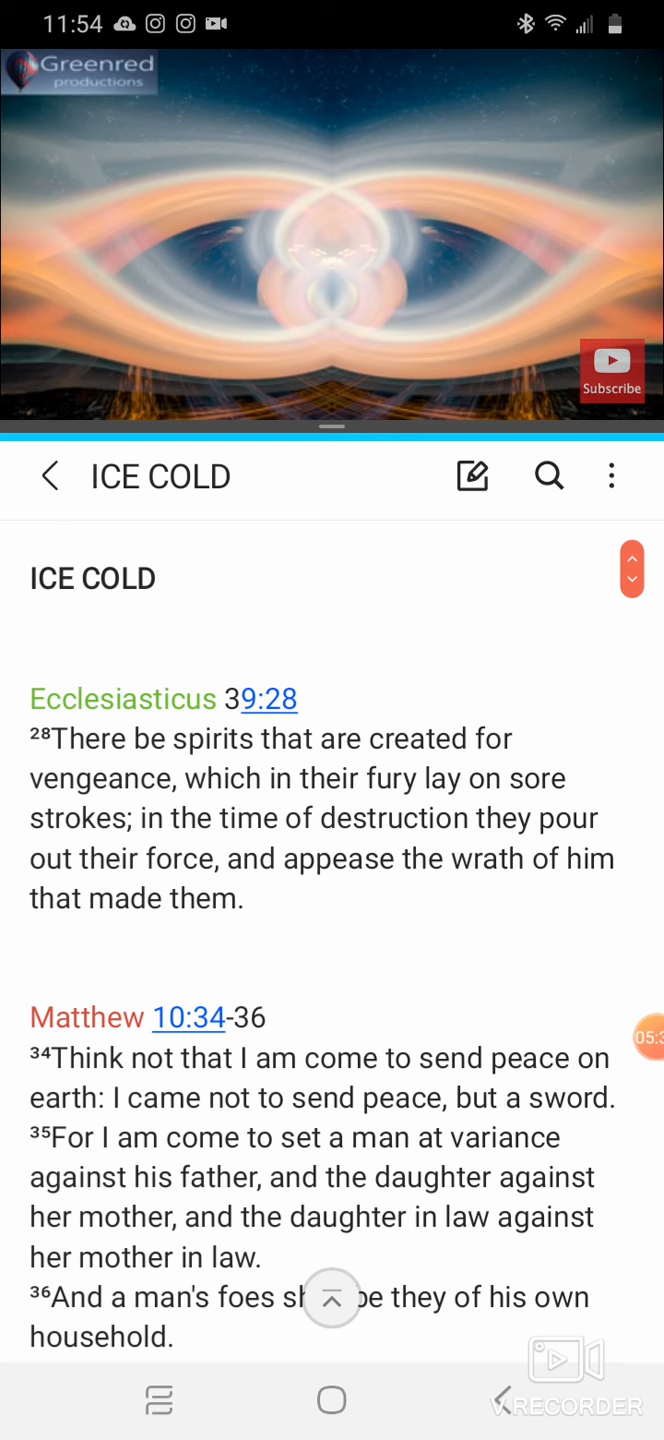 11:54
Greenred
productions
Subscribe
ICE COLD
ICE COLD
Ecclesiasticus 39:28
²⁸There be spirits that are created for
vengeance, which in their fury lay on sore
strokes; in the time of destruction they pour
out their force, and appease the wrath of him
that made them.
Matthew 10:34-36
³⁴Think not that I am come to send peace on
earth: I came not to send peace, but a sword.
05:3
³⁵For I am come to set a man at variance
against his father, and the daughter against
her mother, and the daughter in law against
her mother in law.
³⁶And a man's foes be they of his own
household.
V.RECORDER